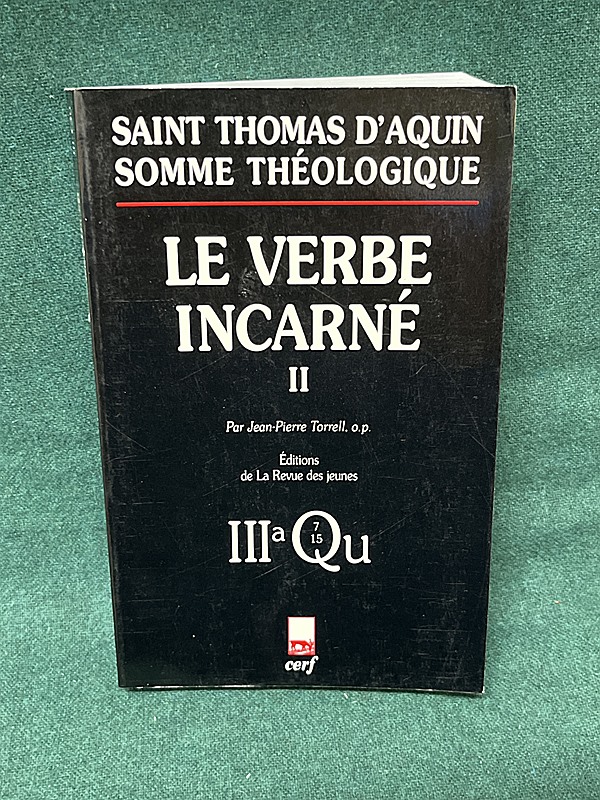 SAINT THOMAS D'AQUIN
SOMME THÉOLOGIQUE
LE VERBE
INCARNÉ
II
Par Jean-Pierre Torrell, o.p.
Éditions
de La Revue des jeunes
IIIª Qu
7
15
cerf